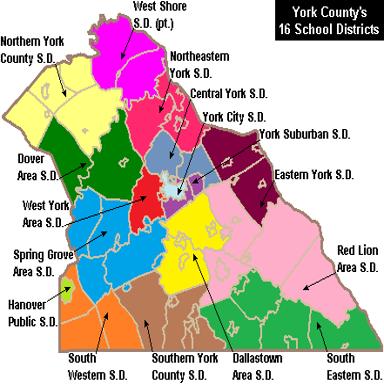 York County's
16 School Districts
West Shore
S.D. (pt.)
Northern York
County S.D.
Northeastern
York S.D.
Central York S.D.
York City S.D.
York Suburban S.D.
Dover
Area S.D.
Eastern York S.D.
West York
Area S.D.
Spring Grove
Area S.D.
Red Lion
Area S.D.
Hanover
Public S.D.
South
Western S.D.
Southern York
County S.D.
Dallastown
Area S.D.
South
Eastern S.D.